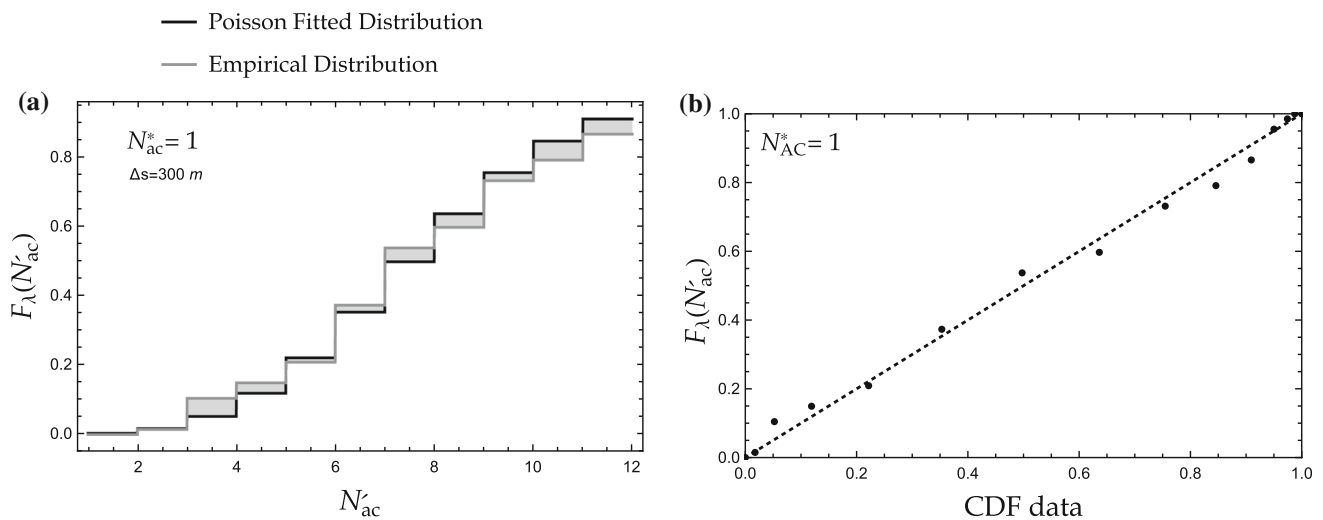 Poisson Fitted Distribution
Empirical Distribution
(a)
N*ac = 1
Δs=300 m
Fλ(N′ac)
0.8
0.6
0.4
0.2
0.0
2 4 6 8 10 12
N′ac
(b)
N*AC = 1
Fλ(N′ac)
1.0
0.8
0.6
0.4
0.2
0.0
0.0 0.2 0.4 0.6 0.8 1.0
CDF data